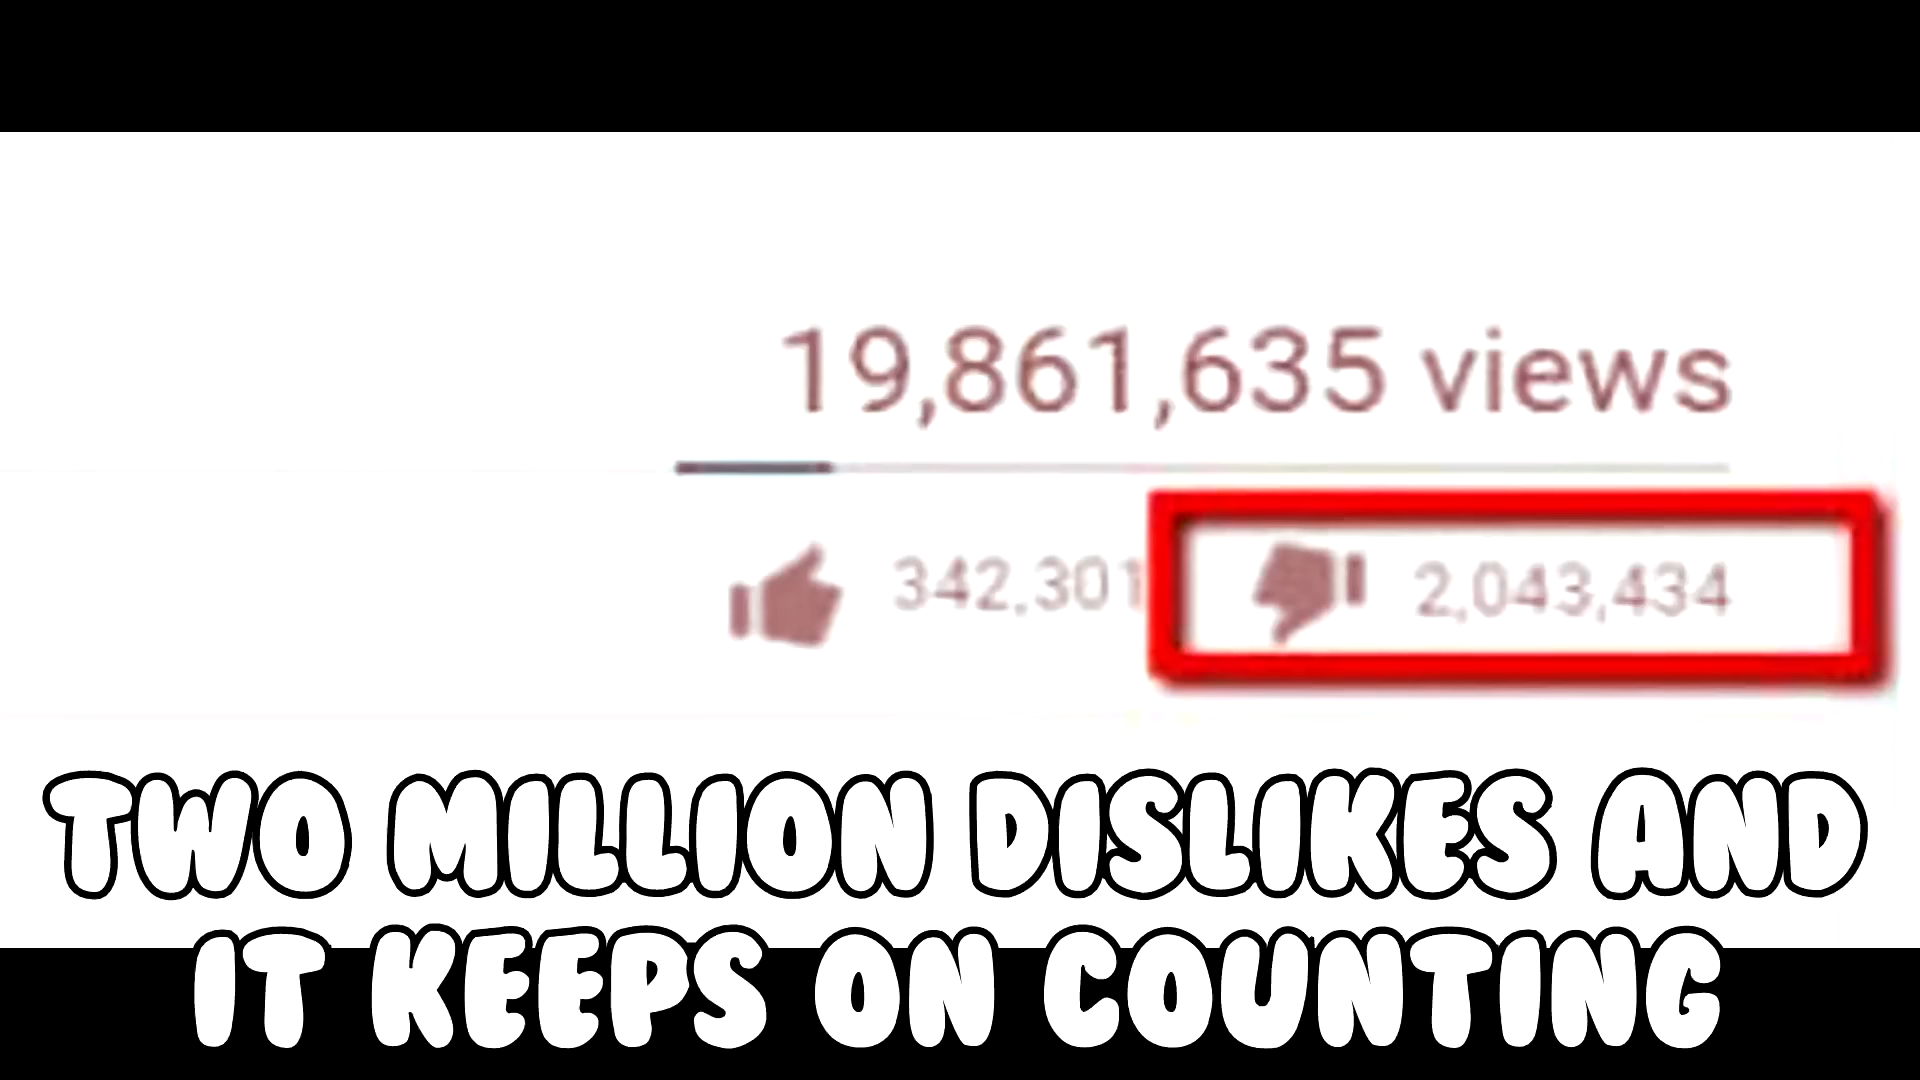 19,861,635 views
342,301 2,043,434
TWO MILLION DISLIKES AND
IT KEEPS ON COUNTING